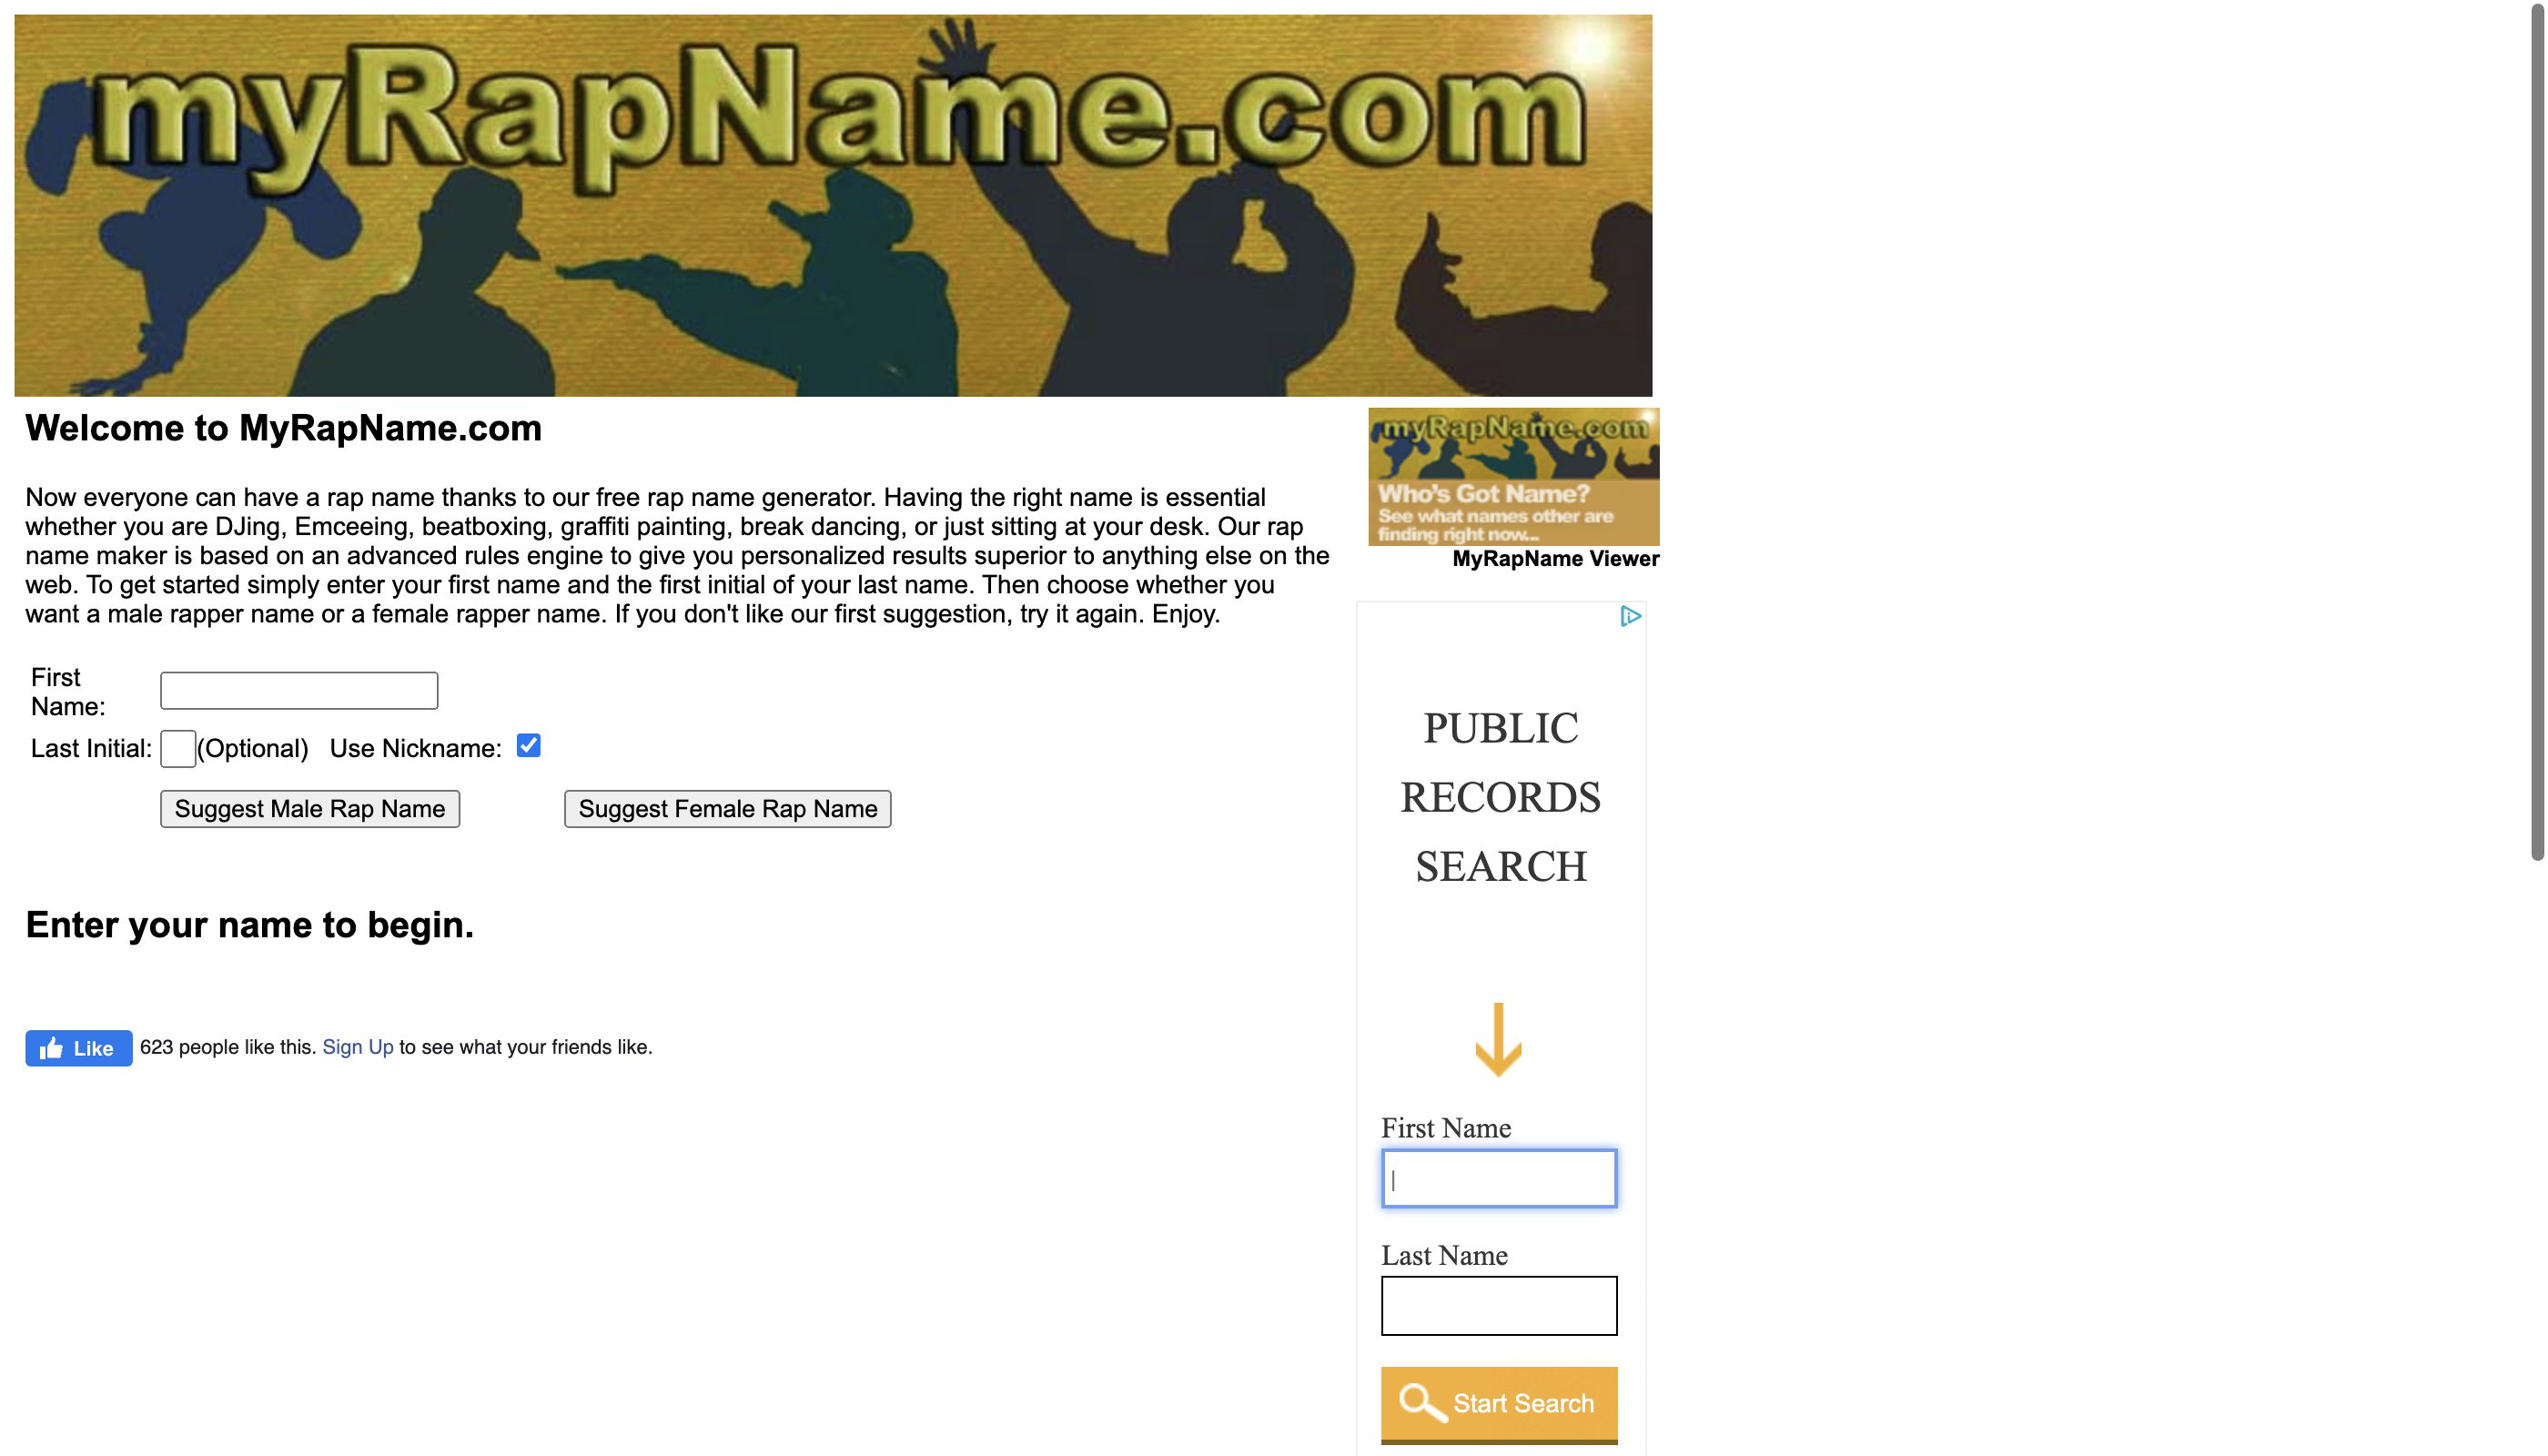 myRapName.com
Welcome to MyRapName.com
Now everyone can have a rap name thanks to our free rap name generator. Having the right name is essential
whether you are DJing, Emceeing, beatboxing, graffiti painting, break dancing, or just sitting at your desk. Our rap
name maker is based on an advanced rules engine to give you personalized results superior to anything else on the
web. To get started simply enter your first name and the first initial of your last name. Then choose whether you
want a male rapper name or a female rapper name. If you don't like our first suggestion, try it again. Enjoy.
First
Name:
Last Initial: (Optional) Use Nickname:
Suggest Male Rap Name Suggest Female Rap Name
Enter your name to begin.
Like 623 people like this. Sign Up to see what your friends like.
myRapName.com
Who's Got Name?
See what names other are
finding right now...
MyRapName Viewer
PUBLIC
RECORDS
SEARCH
First Name
Last Name
Start Search